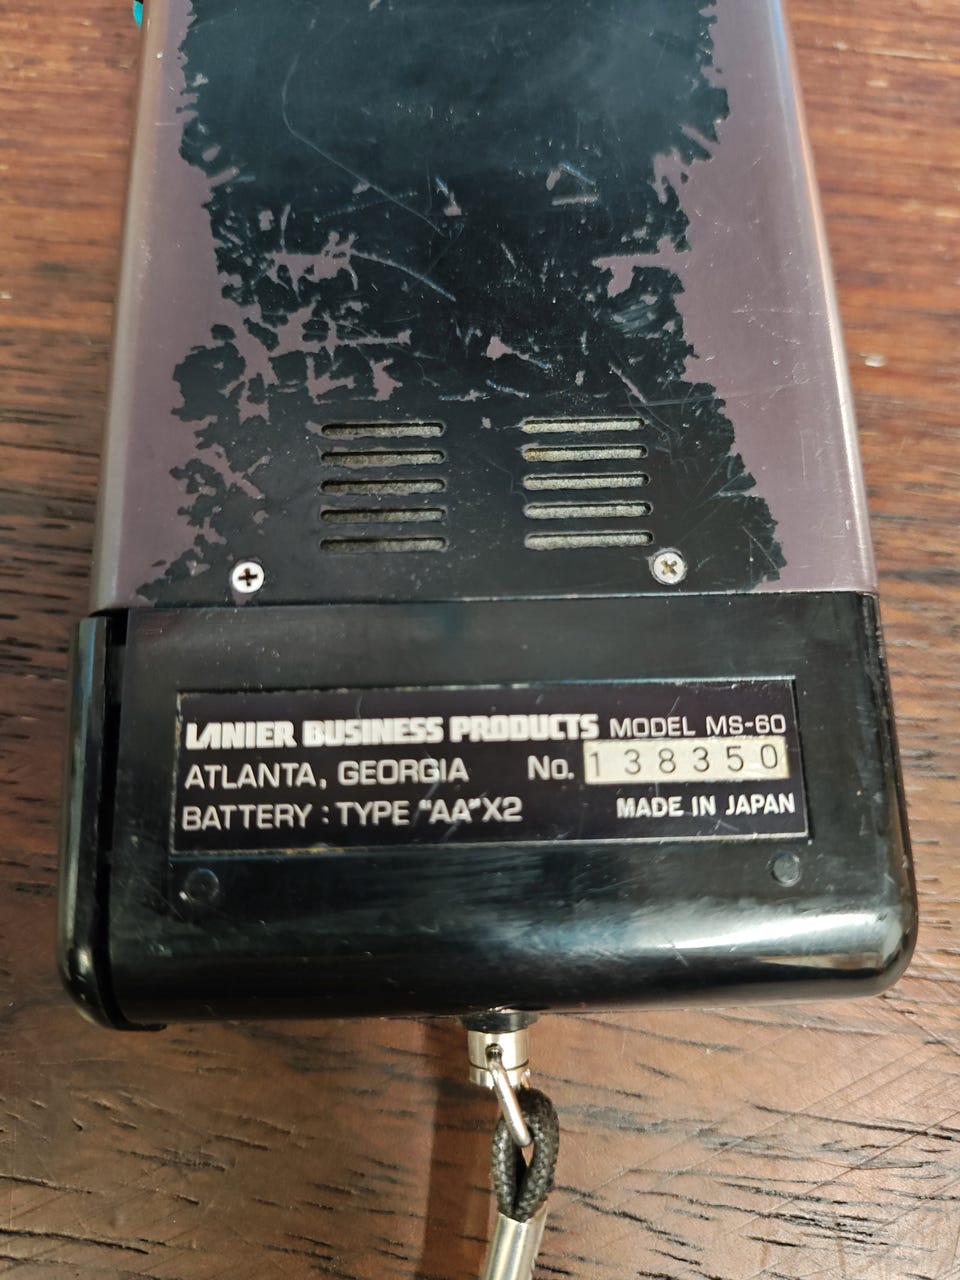 LANIER BUSINESS PRODUCTS MODEL MS-60
ATLANTA, GEORGIA No. 138350
BATTERY : TYPE "AA" X2 MADE IN JAPAN